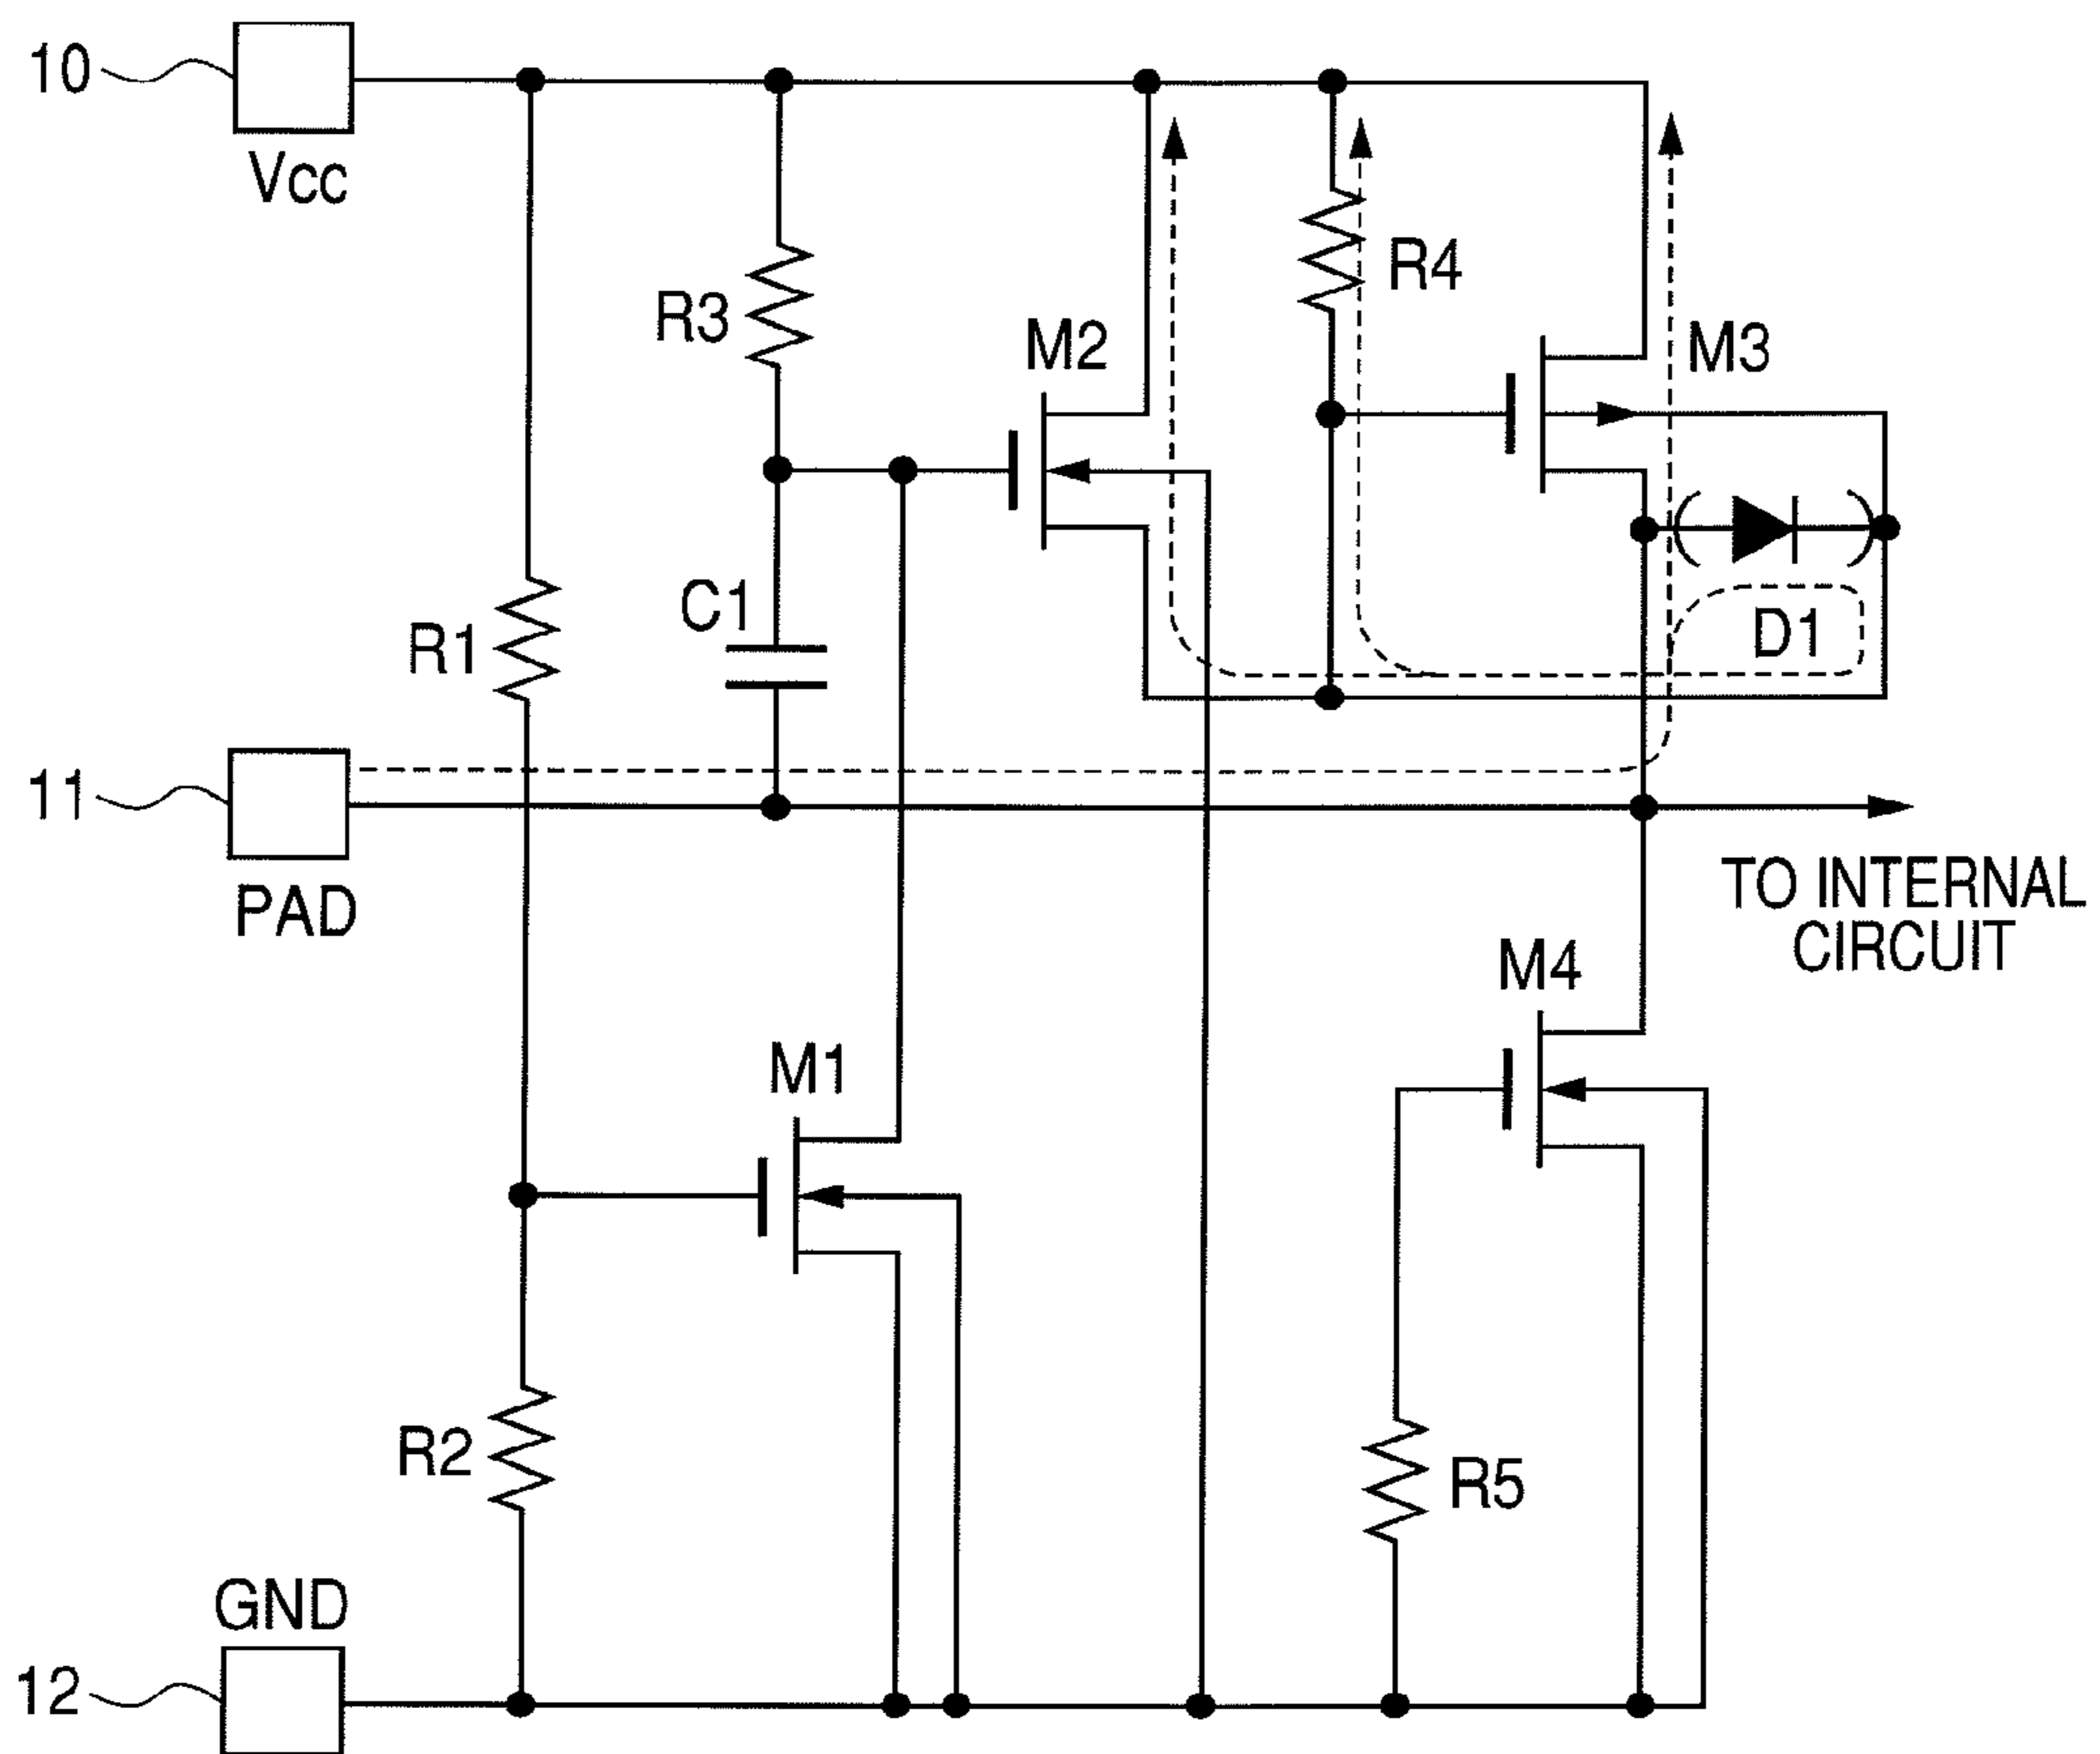 10
Vcc
R4
R3
M2
M3
C1
R1
D1
11
PAD
TO INTERNAL
CIRCUIT
M4
M1
R2
R5
GND
12